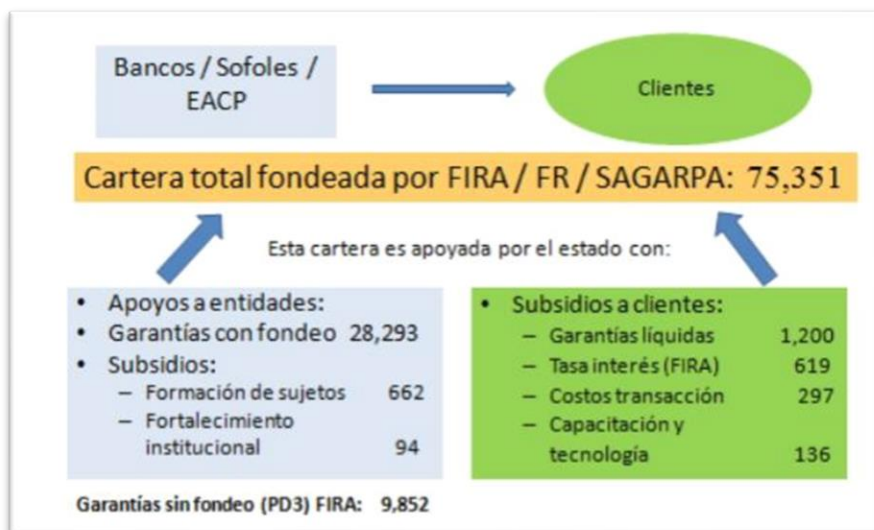 Bancos / Sofoles /
EACP
Clientes
Cartera total fondeada por FIRA / FR / SAGARPA: 75,351
Esta cartera es apoyada por el estado con:
• Apoyos a entidades:
• Garantías con fondeo 28,293
• Subsidios:
– Formación de sujetos 662
– Fortalecimiento
institucional 94
• Subsidios a clientes:
– Garantías líquidas 1,200
– Tasa interés (FIRA) 619
– Costos transacción 297
– Capacitación y
tecnología 136
Garantías sin fondeo (PD3) FIRA: 9,852